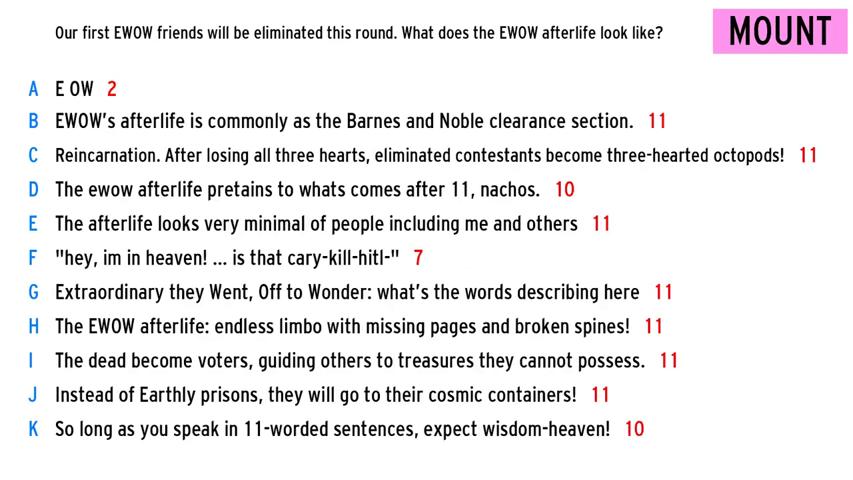 Our first EWOW friends will be eliminated this round. What does the EWOW afterlife look like?
MOUNT
A E OW 2
B EWOW's afterlife is commonly as the Barnes and Noble clearance section. 11
C Reincarnation. After losing all three hearts, eliminated contestants become three-hearted octopods! 11
D The ewow afterlife pretains to whats comes after 11, nachos. 10
E The afterlife looks very minimal of people including me and others 11
F "hey, im in heaven! ... is that cary-kill-hitl-" 7
G Extraordinary they Went, Off to Wonder: what's the words describing here 11
H The EWOW afterlife: endless limbo with missing pages and broken spines! 11
I The dead become voters, guiding others to treasures they cannot possess. 11
J Instead of Earthly prisons, they will go to their cosmic containers! 11
K So long as you speak in 11-worded sentences, expect wisdom-heaven! 10